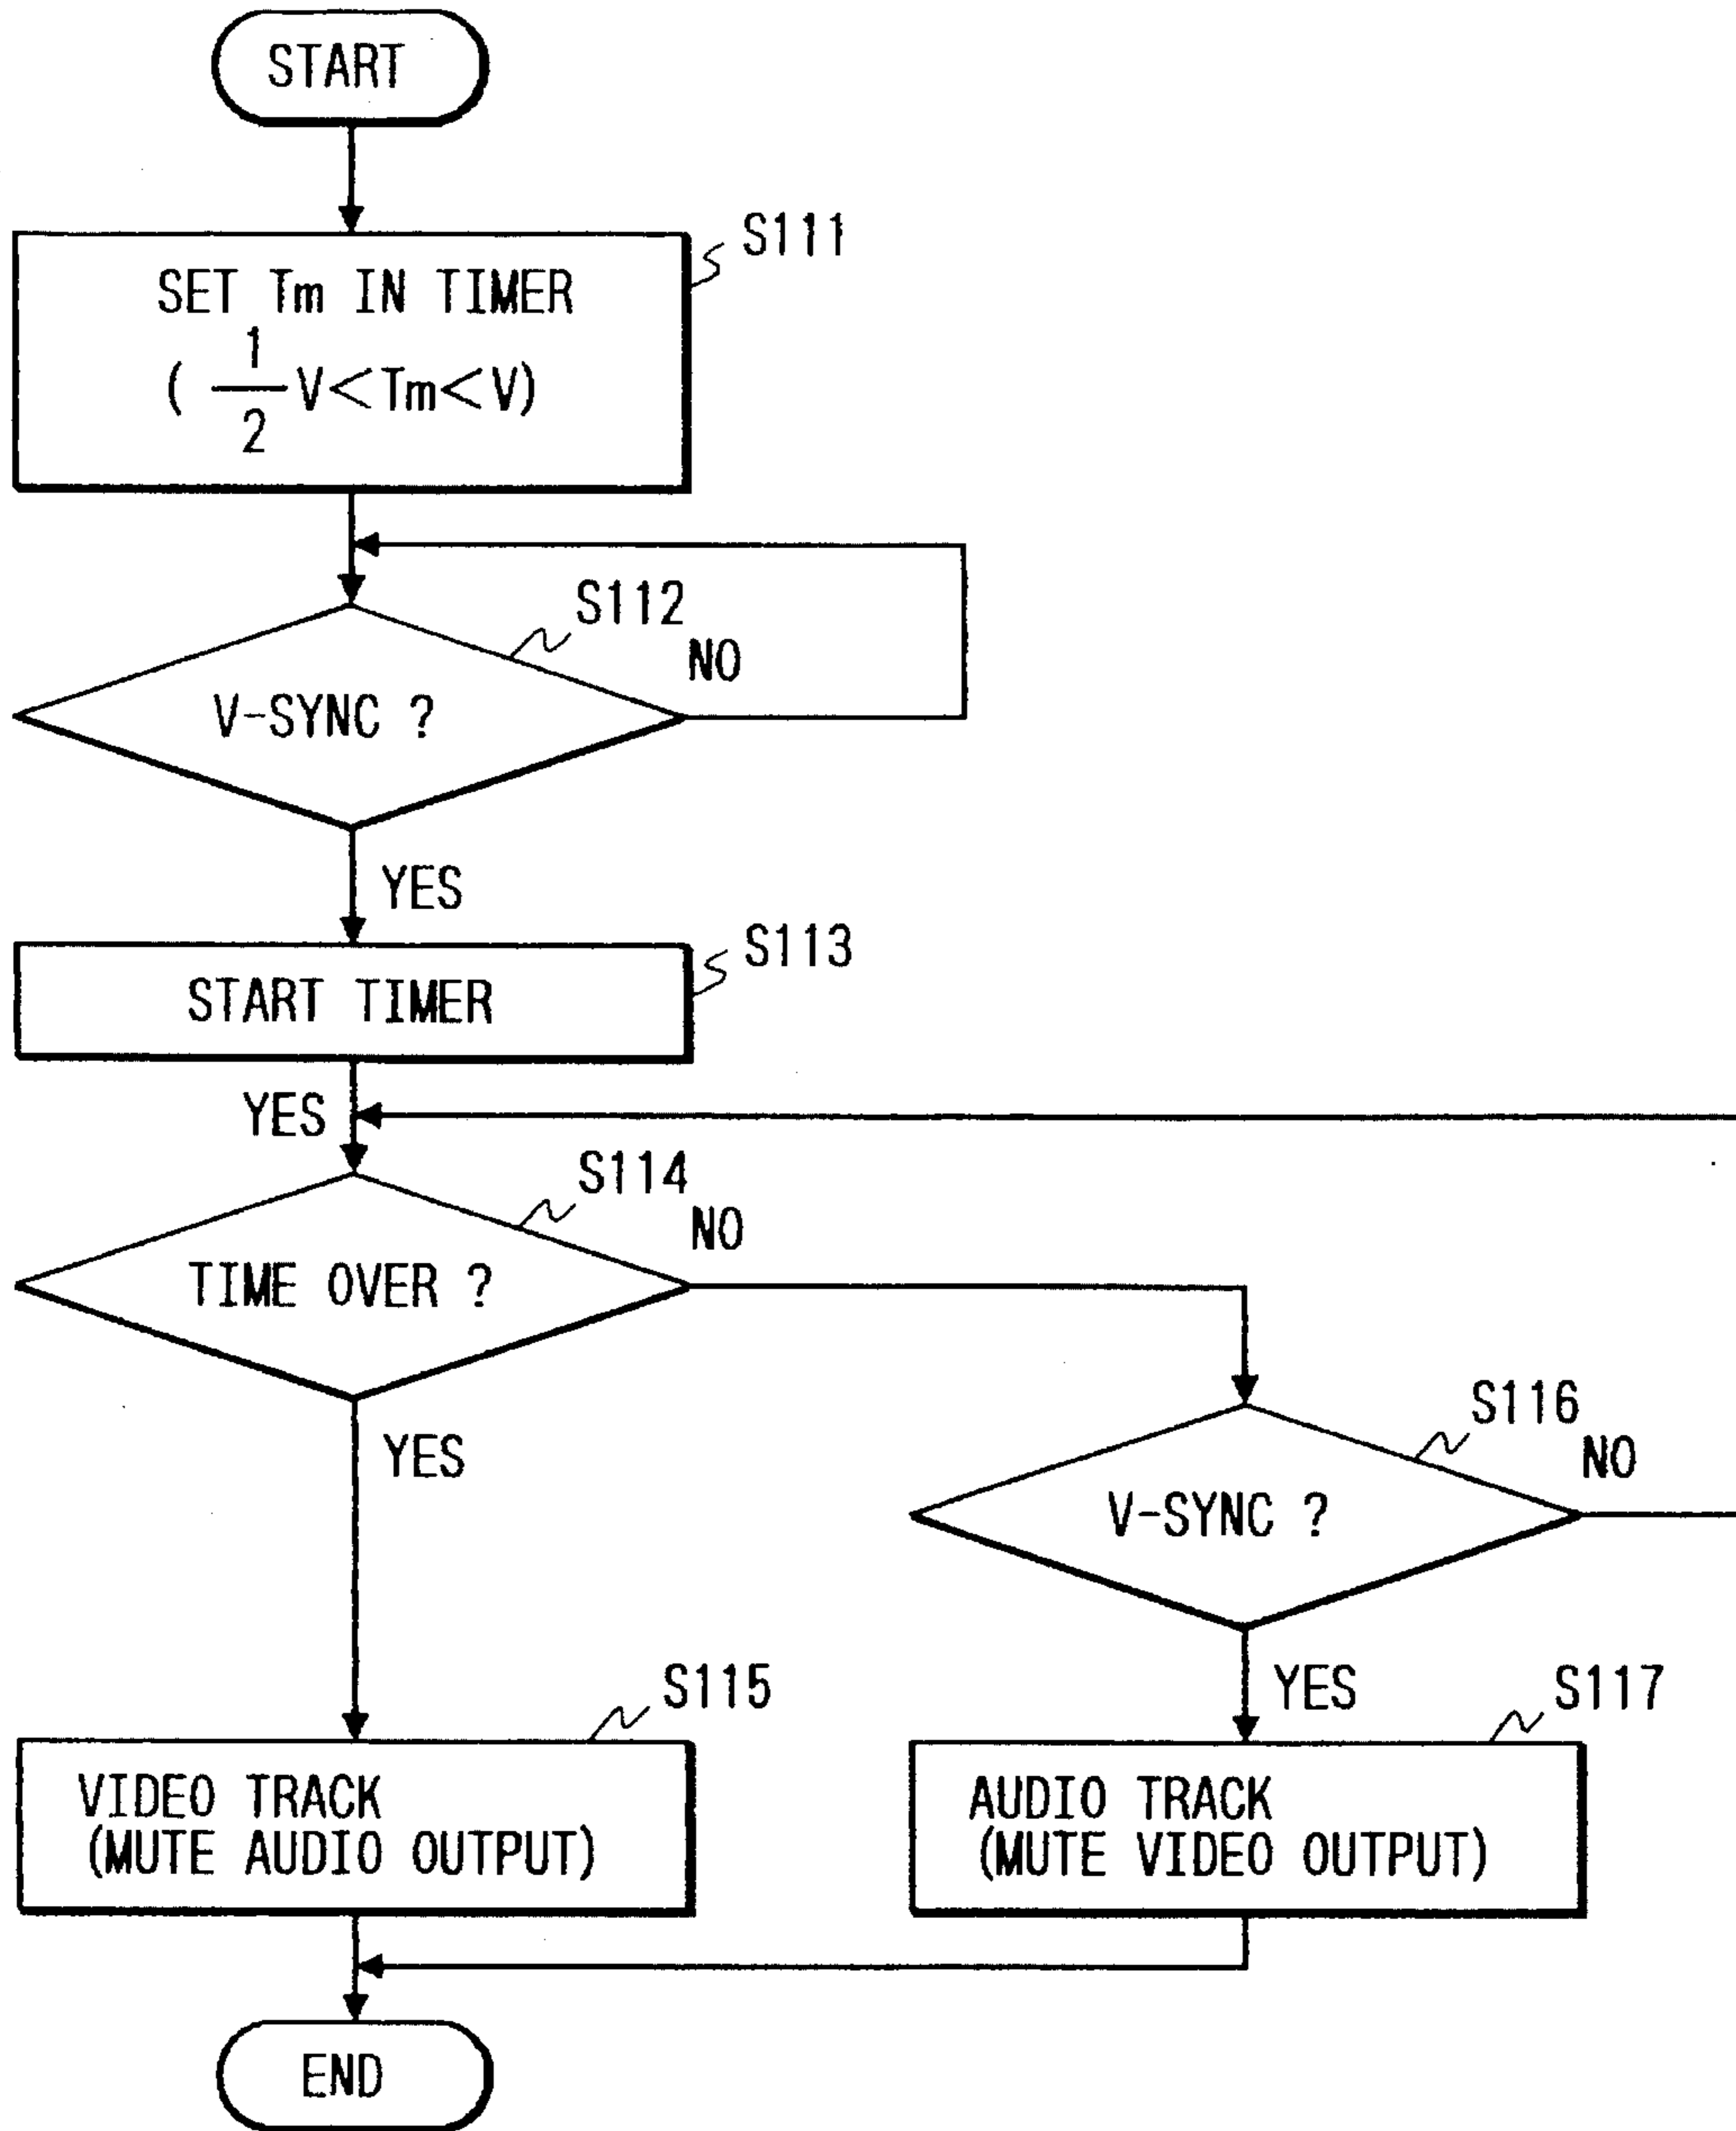 START
S111
SET Tm IN TIMER
( 1/2 V<Tm<V)
S112
NO
V-SYNC ?
YES
S113
START TIMER
YES
S114
NO
TIME OVER ?
YES
S116
NO
V-SYNC ?
YES
S115
VIDEO TRACK
(MUTE AUDIO OUTPUT)
S117
AUDIO TRACK
(MUTE VIDEO OUTPUT)
END